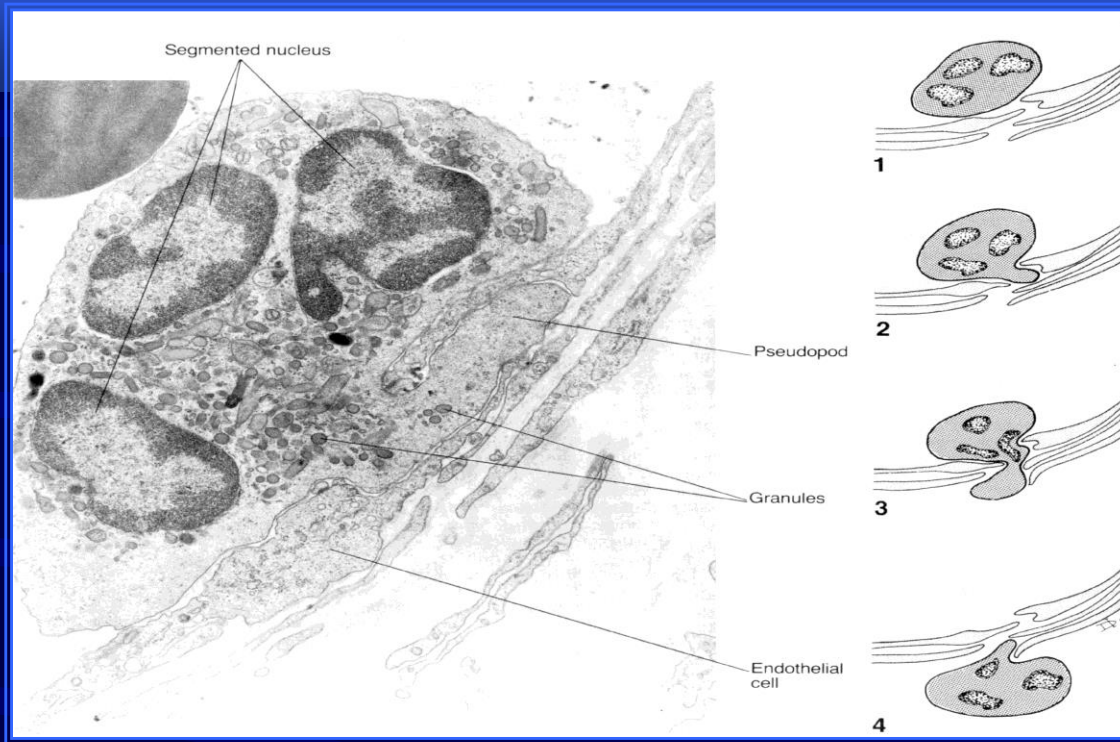 Segmented nucleus
Pseudopod
Granules
Endothelial
cell
1
2
3
4